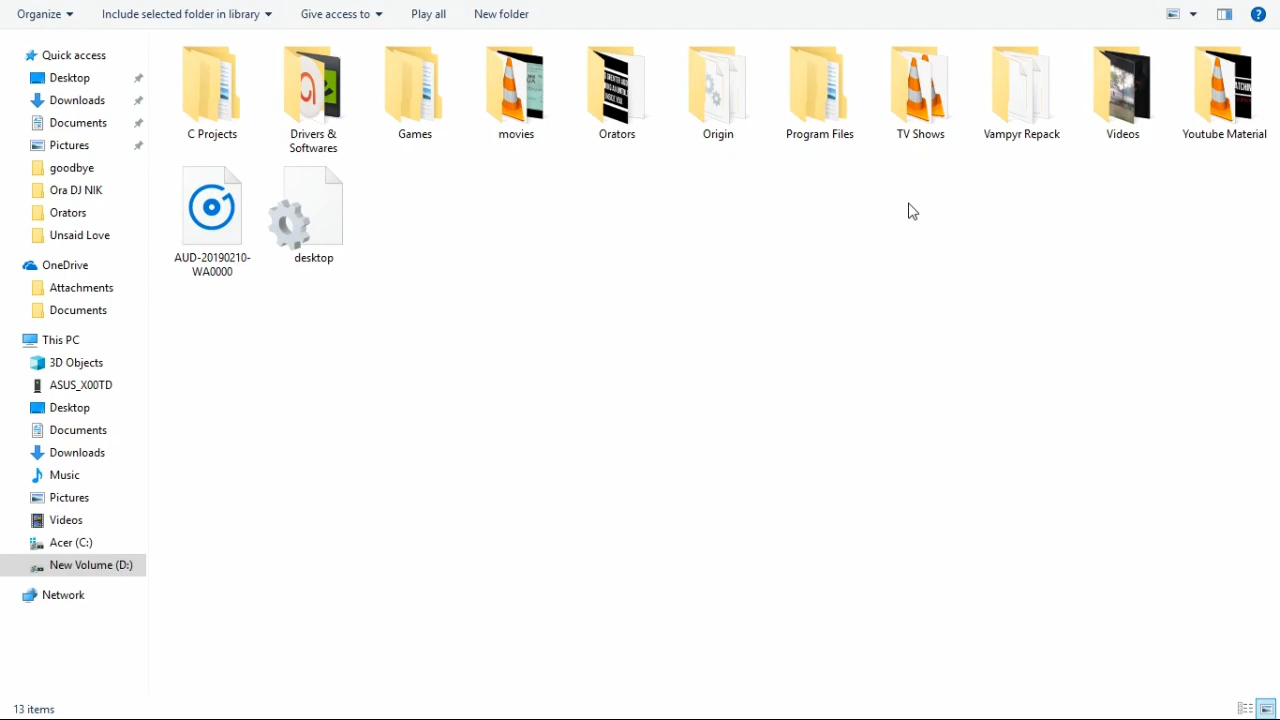 Organize
Include selected folder in library
Give access to
Play all
New folder
Quick access
Desktop
Downloads
Documents
Pictures
goodbye
Ora DJ NIK
Orators
Unsaid Love
OneDrive
Attachments
Documents
This PC
3D Objects
ASUS_X00TD
Desktop
Documents
Downloads
Music
Pictures
Videos
Acer (C:)
New Volume (D:)
Network
C Projects
Drivers &
Softwares
Games
movies
Orators
Origin
Program Files
TV Shows
Vampyr Repack
Videos
Youtube Material
AUD-20190210-
WA0000
desktop
13 items